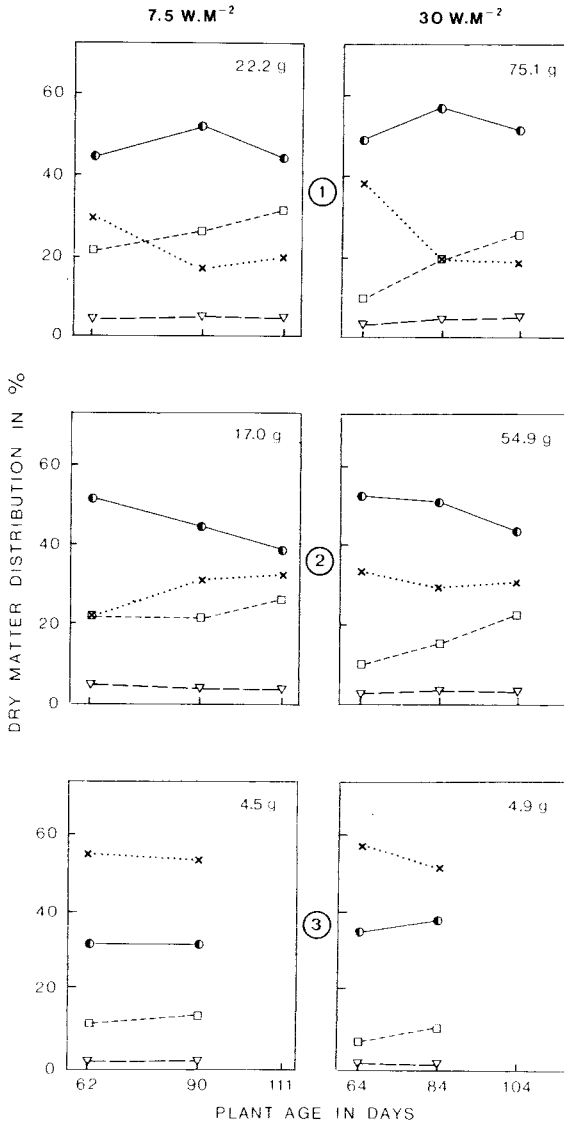 7.5 W.M⁻² 30 W.M⁻²
22.2 g 75.1 g
60
40
1
20
0
17.0 g 54.9 g
60
40
2
20
0
4.5 g 4.9 g
60
40
3
20
0
62 90 111 64 84 104
DRY MATTER DISTRIBUTION IN %
PLANT AGE IN DAYS